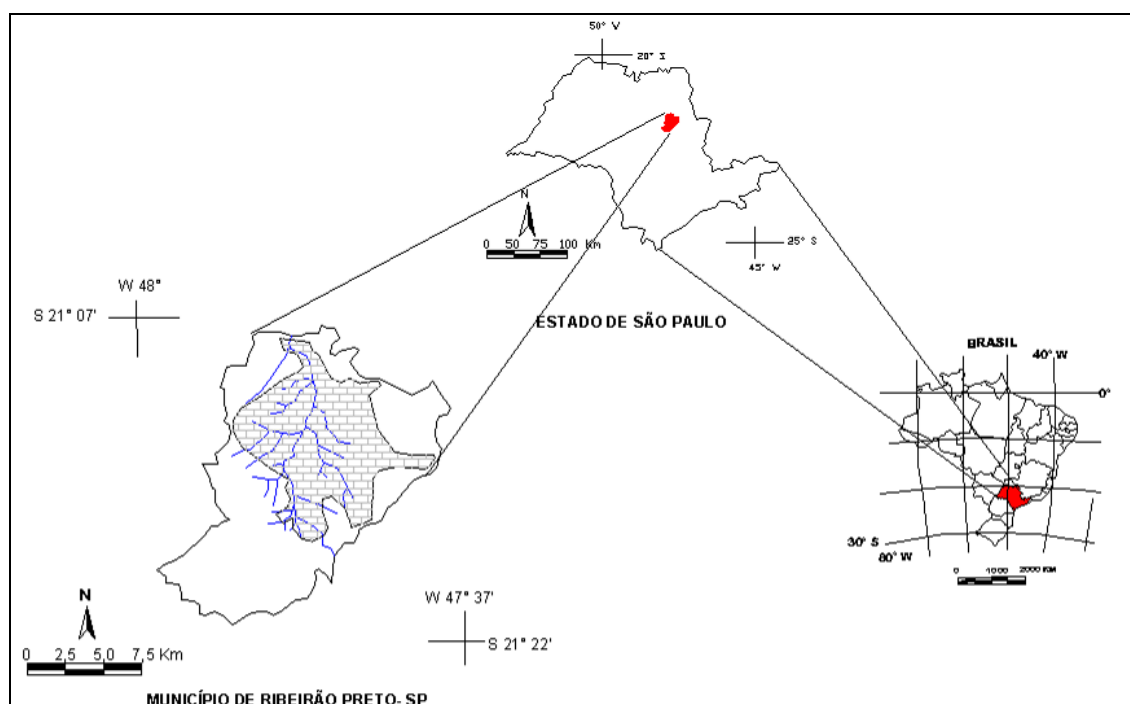 50° V
20° S
N
0 50 75 100 Km
25° S
45° W
W 48°
S 21° 07'
ESTADO DE SÃO PAULO
BRASIL
40° W
0°
30° S
80° W
0 1000 2000 KM
W 47° 37'
S 21° 22'
N
0 2,5 5,0 7,5 Km
MUNICÍPIO DE RIBEIRÃO PRETO- SP